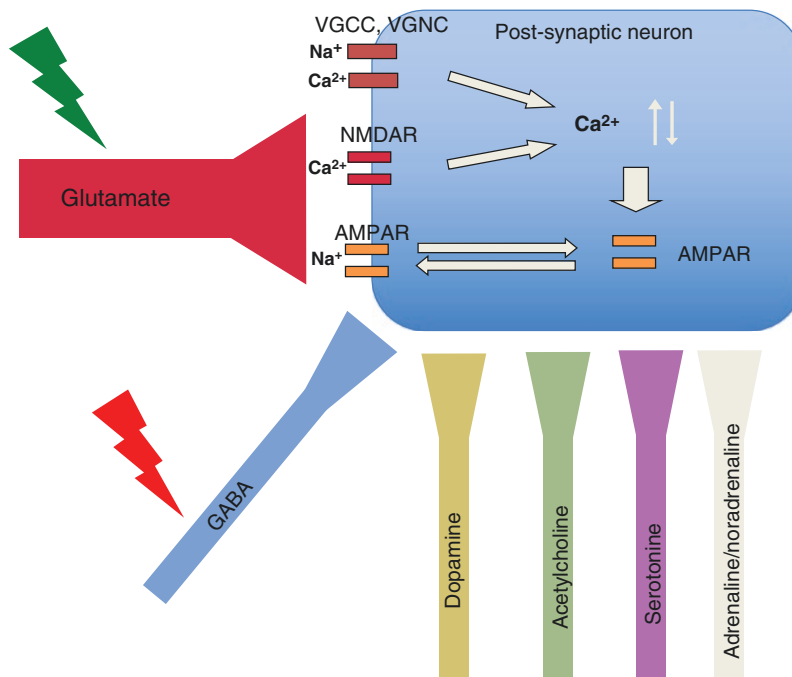 VGCC, VGNC
Post-synaptic neuron
Na⁺
Ca²⁺
Ca²⁺
NMDAR
Ca²⁺
Glutamate
AMPAR
Na⁺
AMPAR
GABA
Dopamine
Acetylcholine
Serotonine
Adrenaline/noradrenaline